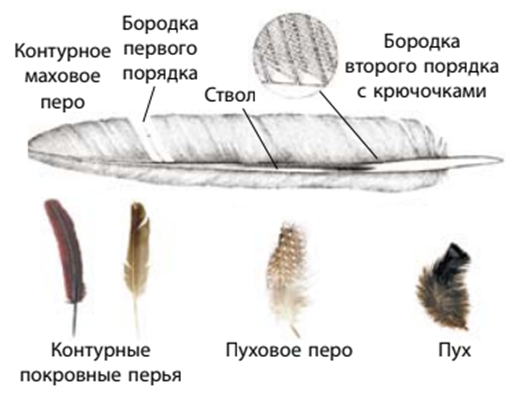 Контурное
маховое
перо
Бородка
первого
порядка
Ствол
Бородка
второго порядка
с крючочками
Контурные
покровные перья
Пуховое перо
Пух